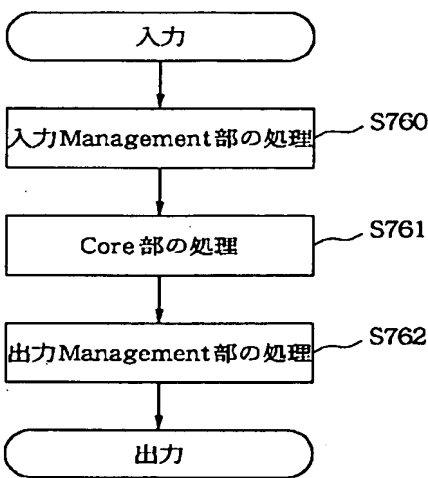 入力
入力Management部の処理
S760
Core部の処理
S761
出力Management部の処理
S762
出力